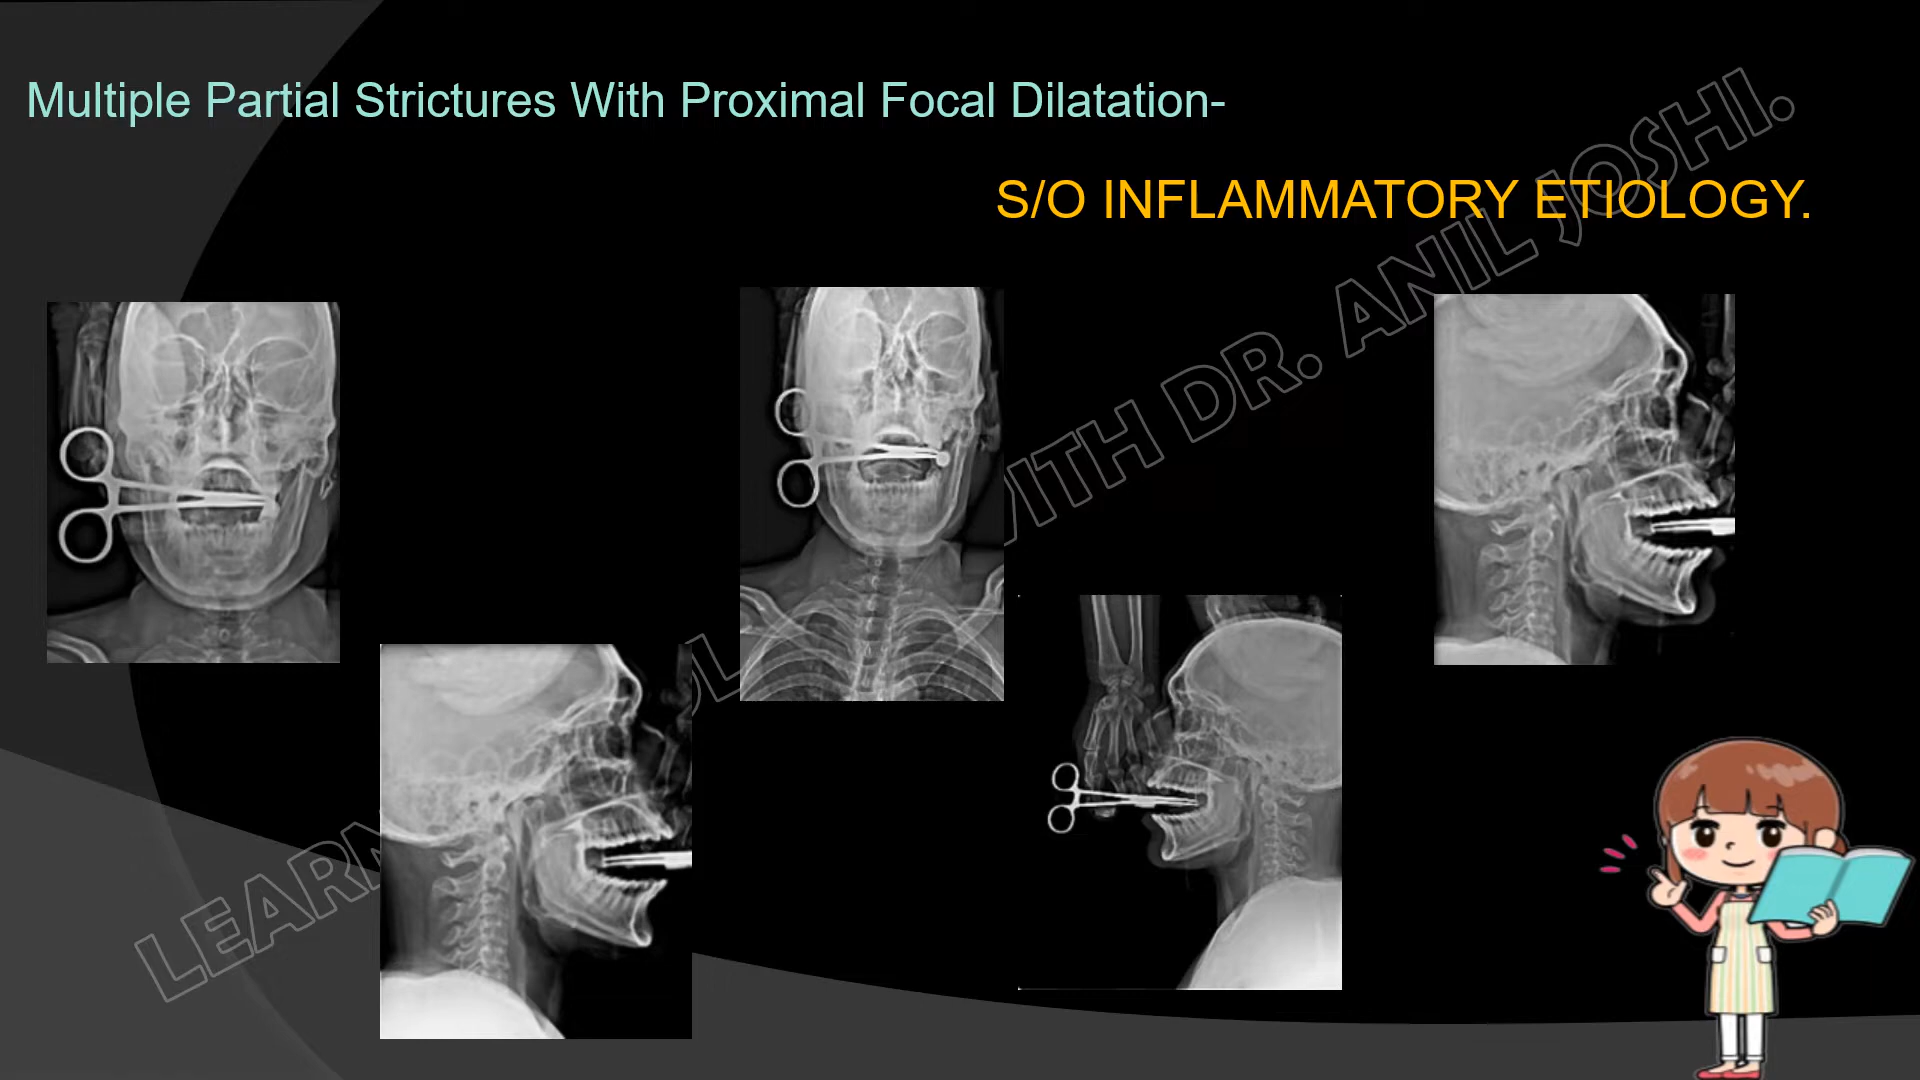 Multiple Partial Strictures With Proximal Focal Dilatation-
S/O INFLAMMATORY ETIOLOGY.
LEARN WITH DR. ANIL JOSHI.